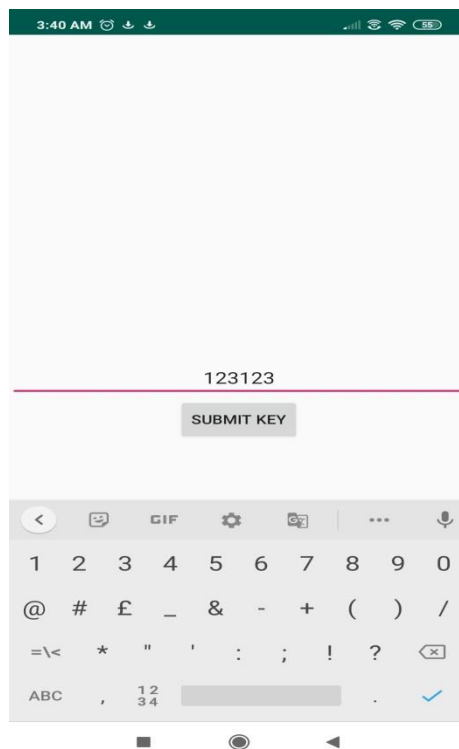 3:40 AM 55
123123
SUBMIT KEY
GIF
1 2 3 4 5 6 7 8 9 0
@ # £ _ & - + ( ) /
=\< * " ' : ; ! ?
ABC , 12 34 .